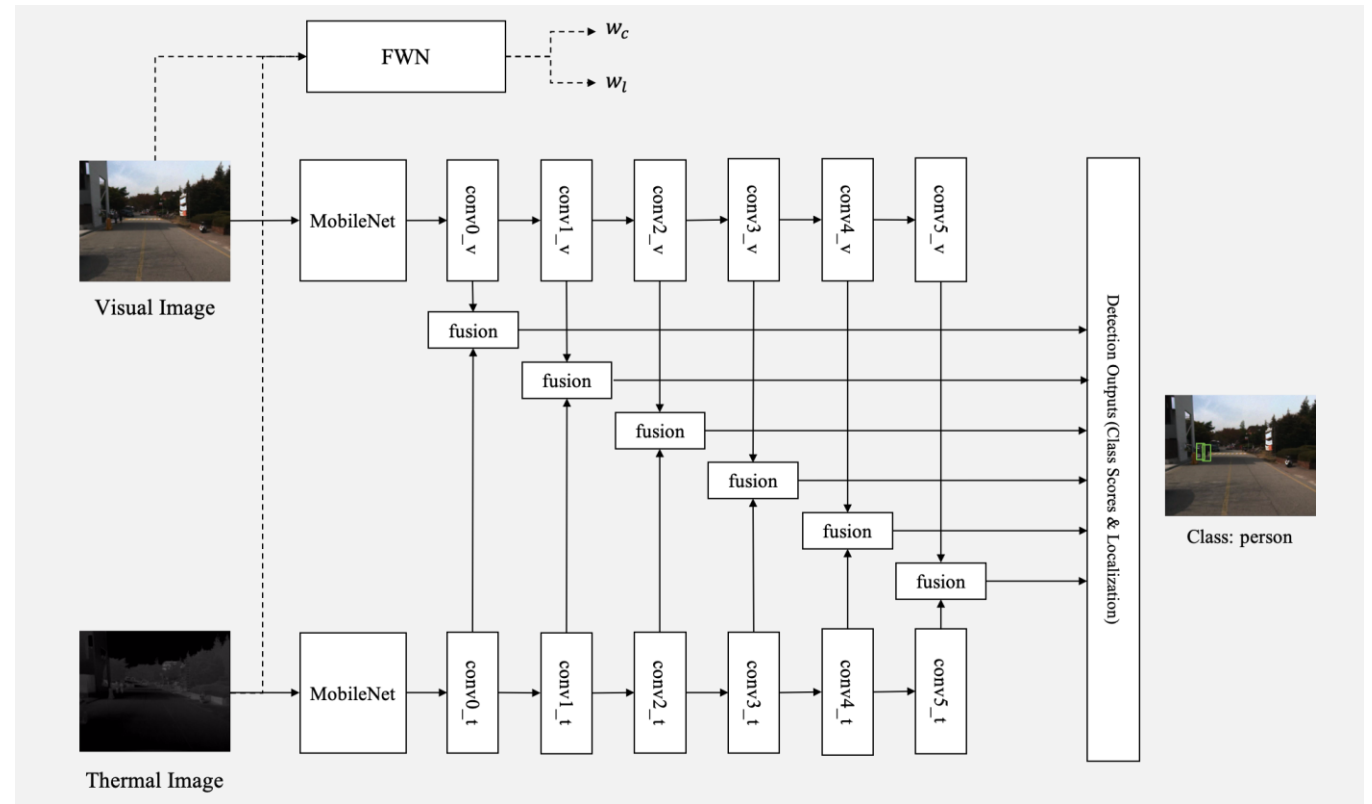 FWN
w_c
w_l
Visual Image
MobileNet
conv0_v
conv1_v
conv2_v
conv3_v
conv4_v
conv5_v
fusion
fusion
fusion
fusion
fusion
fusion
Detection Outputs (Class Scores & Localization)
Class: person
Thermal Image
MobileNet
conv0_t
conv1_t
conv2_t
conv3_t
conv4_t
conv5_t